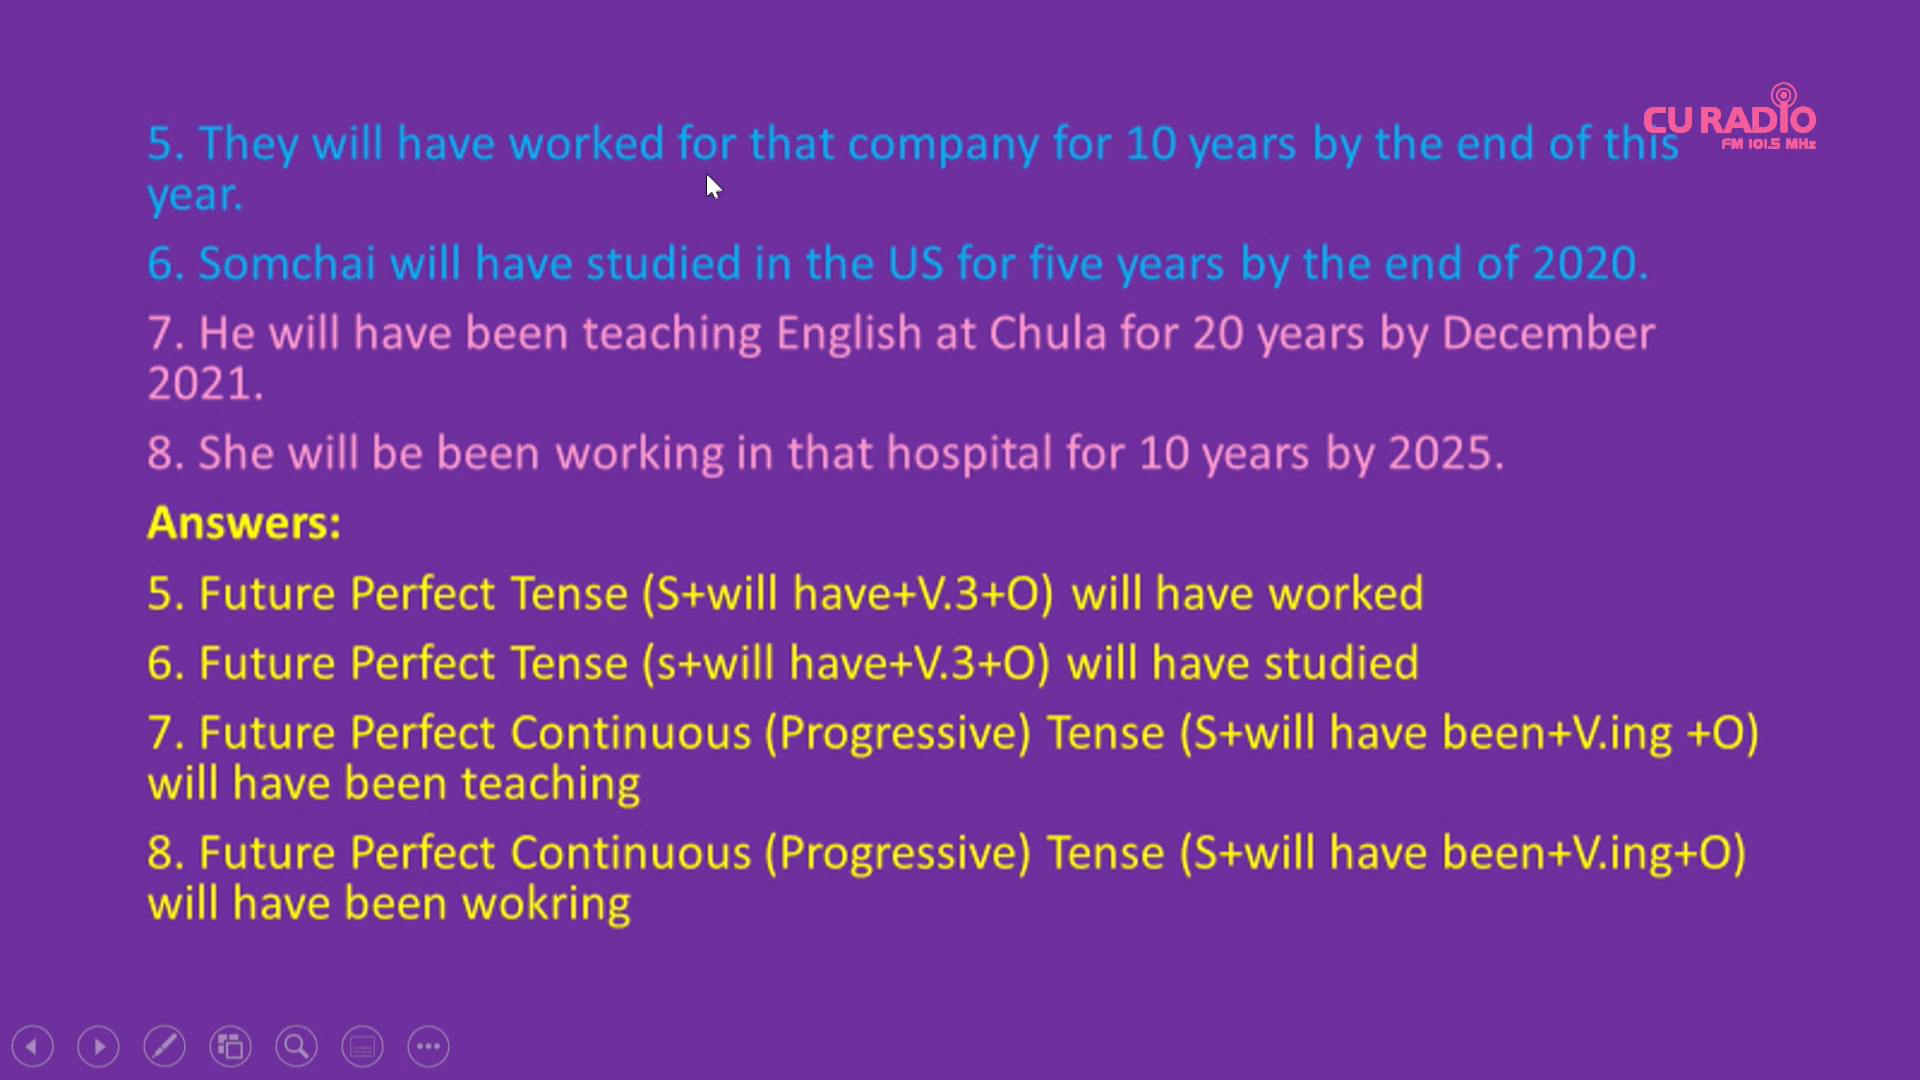 CU RADIO
FM 101.5 MHz
5. They will have worked for that company for 10 years by the end of this
year.
6. Somchai will have studied in the US for five years by the end of 2020.
7. He will have been teaching English at Chula for 20 years by December
2021.
8. She will be been working in that hospital for 10 years by 2025.
Answers:
5. Future Perfect Tense (S+will have+V.3+O) will have worked
6. Future Perfect Tense (s+will have+V.3+O) will have studied
7. Future Perfect Continuous (Progressive) Tense (S+will have been+V.ing +O)
will have been teaching
8. Future Perfect Continuous (Progressive) Tense (S+will have been+V.ing+O)
will have been wokring